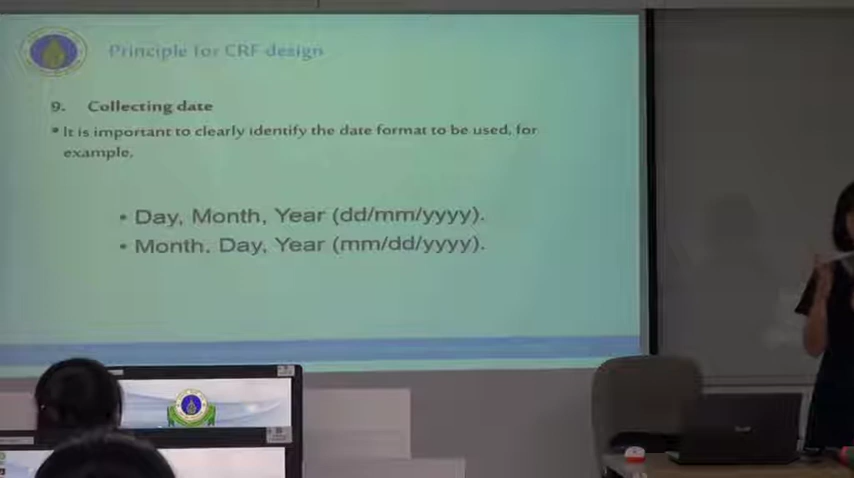 Principle for CRF design
9. Collecting date
• It is important to clearly identify the date format to be used, for
example,
• Day, Month, Year (dd/mm/yyyy).
• Month. Day, Year (mm/dd/yyyy).